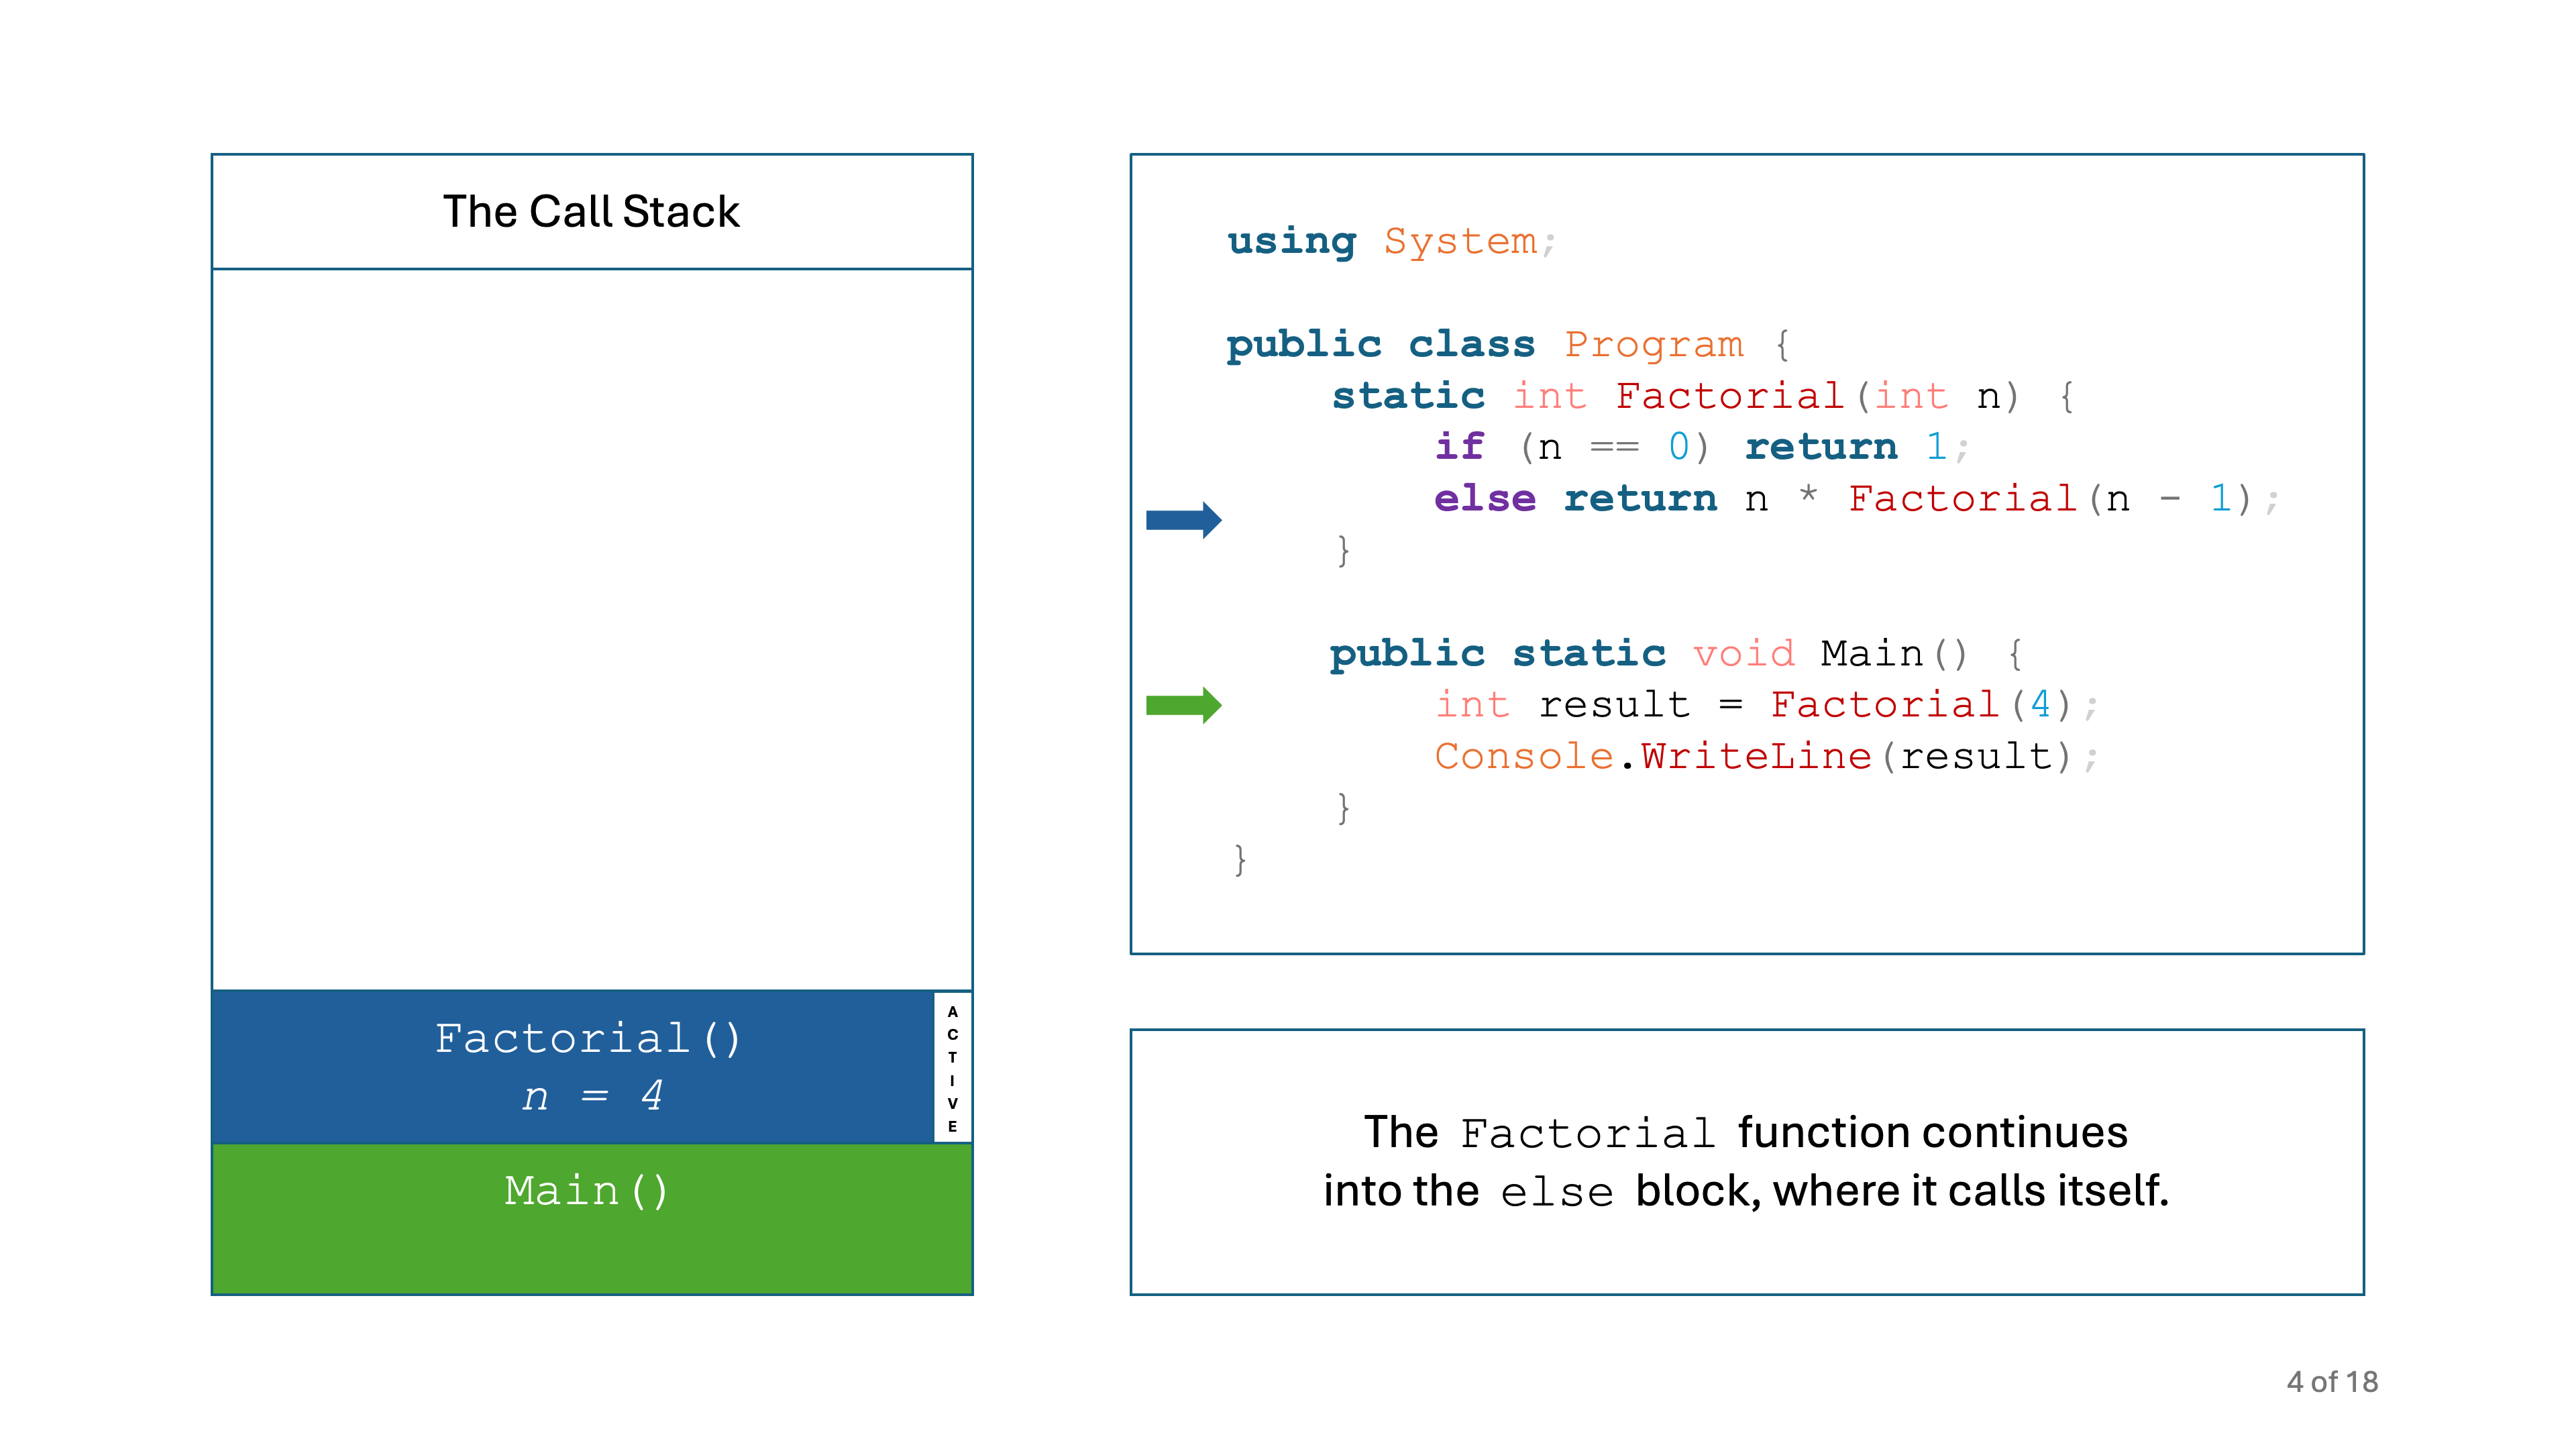 The Call Stack
Factorial()
n = 4
ACTIVE
Main()
using System;
public class Program {
static int Factorial(int n) {
if (n == 0) return 1;
else return n * Factorial(n - 1);
}
public static void Main() {
int result = Factorial(4);
Console.WriteLine(result);
}
}
The Factorial function continues
into the else block, where it calls itself.
4 of 18